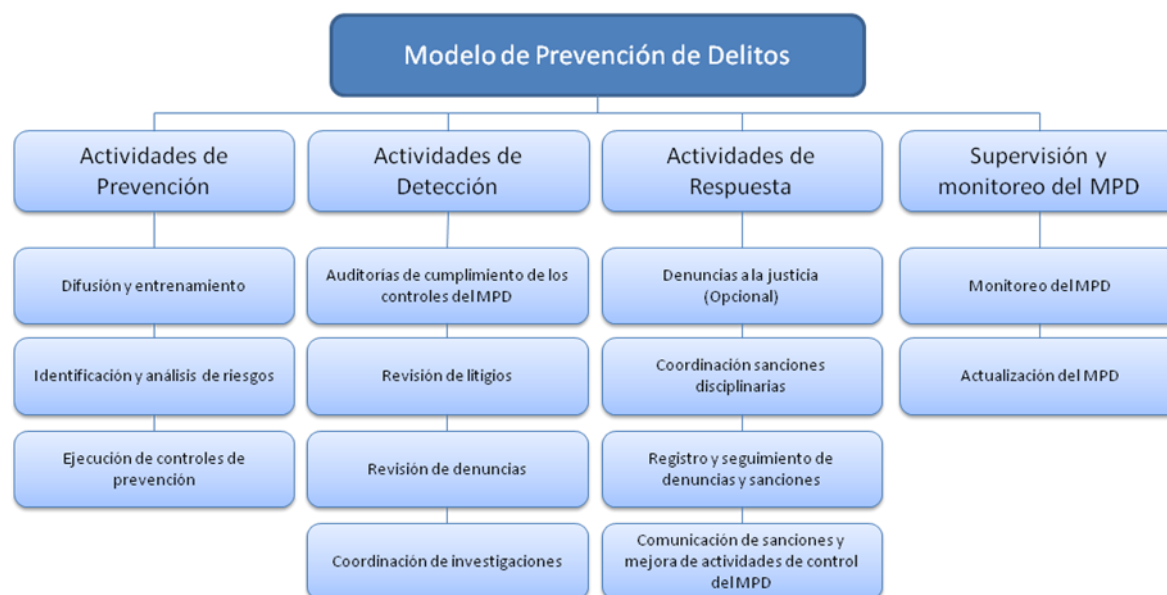 Modelo de Prevención de Delitos
Actividades de
Prevención
Actividades de
Detección
Actividades de
Respuesta
Supervisión y
monitoreo del MPD
Difusión y entrenamiento
Identificación y análisis de riesgos
Ejecución de controles de
prevención
Auditorías de cumplimiento de los
controles del MPD
Revisión de litigios
Revisión de denuncias
Coordinación de investigaciones
Denuncias a la justicia
(Opcional)
Coordinación sanciones
disciplinarias
Registro y seguimiento de
denuncias y sanciones
Comunicación de sanciones y
mejora de actividades de control
del MPD
Monitoreo del MPD
Actualización del MPD